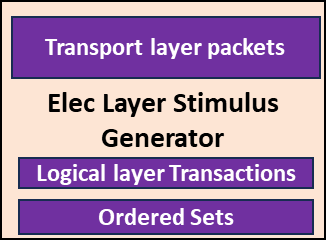 Transport layer packets
Elec Layer Stimulus
Generator
Logical layer Transactions
Ordered Sets